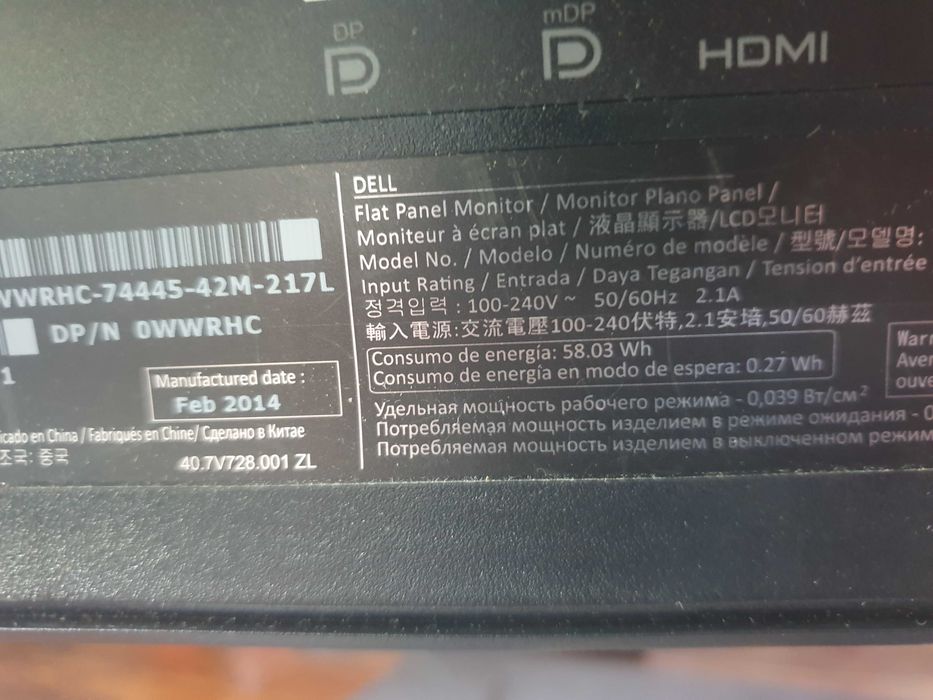 DP
mDP
HDMI
WWRHC-74445-42M-217L
DP/N 0WWRHC
1
Manufactured date :
Feb 2014
icado en China / Fabriqués en Chine/ Сделано в Китае
조국: 중국
40.7V728.001 ZL
DELL
Flat Panel Monitor / Monitor Plano Panel /
Moniteur à écran plat / 液晶顯示器/LCD모니터
Model No. / Modelo / Numéro de modèle / 型號/모델명:
Input Rating / Entrada / Daya Tegangan / Tension d'entrée
정격입력 : 100-240V ~ 50/60Hz 2.1A
輸入電源:交流電壓100-240伏特,2.1安培,50/60赫茲
Consumo de energía: 58.03 Wh
Consumo de energía en modo de espera: 0.27 Wh
Удельная мощность рабочего режима - 0,039 Вт/см²
Потребляемая мощность изделием в режиме ожидания - 0
Потребляемая мощность изделием в выключенном режим
Warn
Aver
ouve